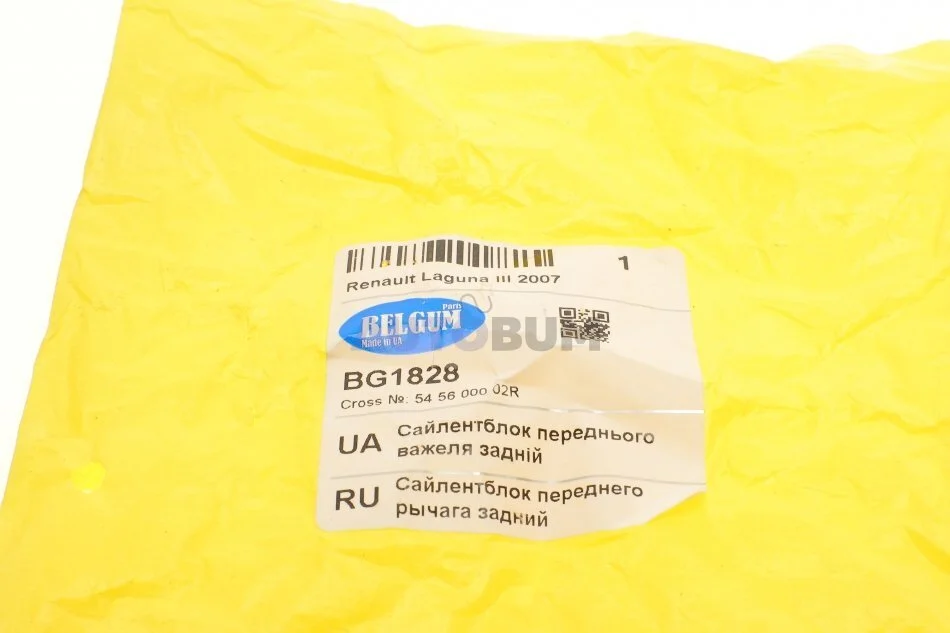 1
Renault Laguna III 2007
Parts
BELGUM
Made in UA
BG1828
Cross №: 54 56 000 02R
UA Сайлентблок переднього
важеля задній
RU Сайлентблок переднего
рычага задний